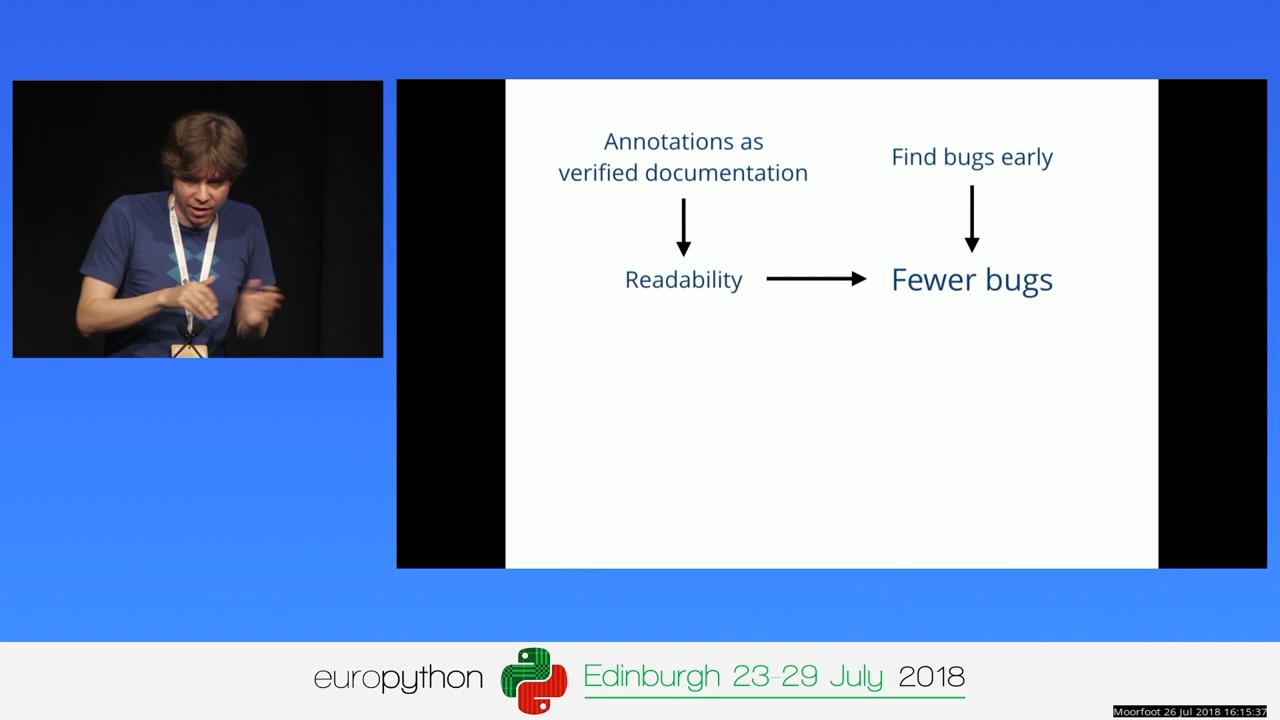 Annotations as
verified documentation
Find bugs early
Readability
Fewer bugs
europython
Edinburgh 23-29 July 2018
Moorfoot 26 Jul 2018 16:15:37